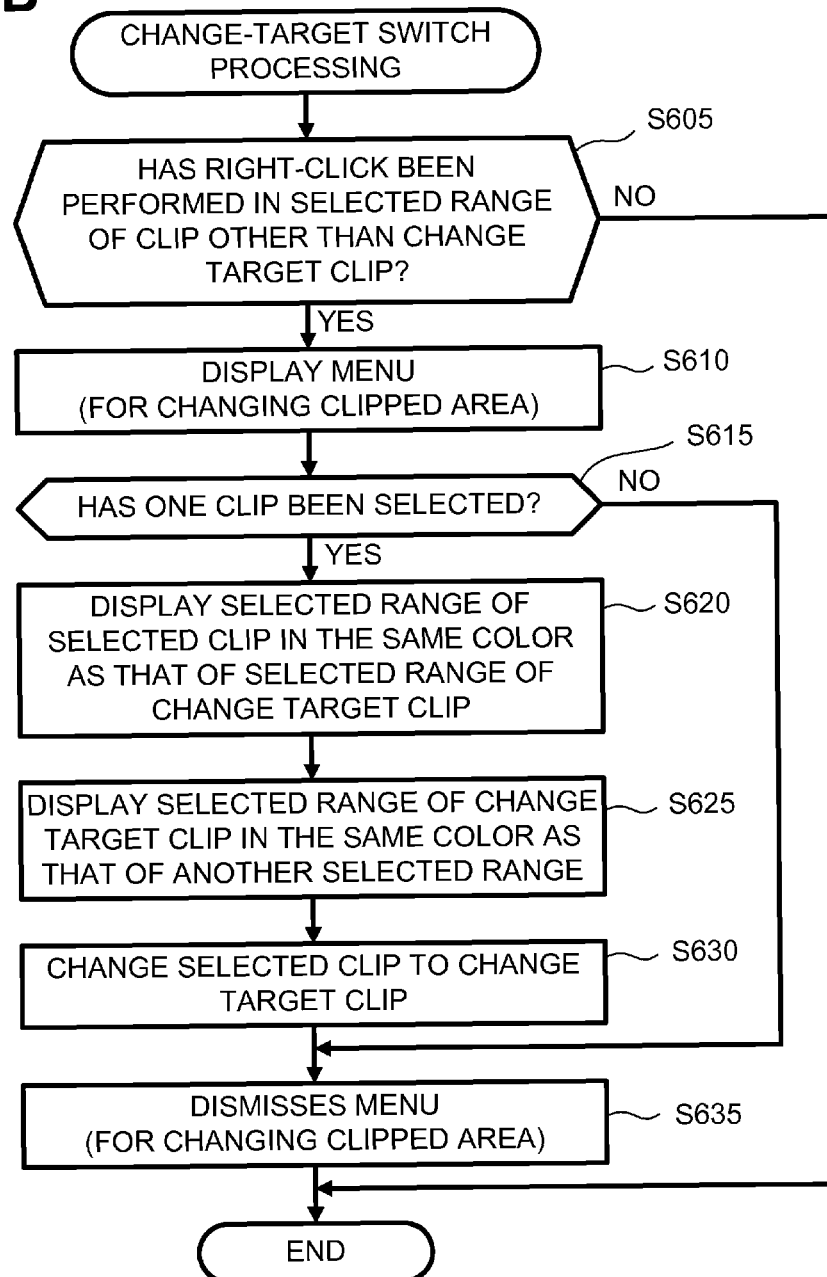 CHANGE-TARGET SWITCH
PROCESSING
S605
HAS RIGHT-CLICK BEEN
PERFORMED IN SELECTED RANGE
OF CLIP OTHER THAN CHANGE
TARGET CLIP?
NO
YES
S610
DISPLAY MENU
(FOR CHANGING CLIPPED AREA)
S615
HAS ONE CLIP BEEN SELECTED?
NO
YES
S620
DISPLAY SELECTED RANGE OF
SELECTED CLIP IN THE SAME COLOR
AS THAT OF SELECTED RANGE OF
CHANGE TARGET CLIP
S625
DISPLAY SELECTED RANGE OF CHANGE
TARGET CLIP IN THE SAME COLOR AS
THAT OF ANOTHER SELECTED RANGE
S630
CHANGE SELECTED CLIP TO CHANGE
TARGET CLIP
DISMISSES MENU
(FOR CHANGING CLIPPED AREA)
S635
END